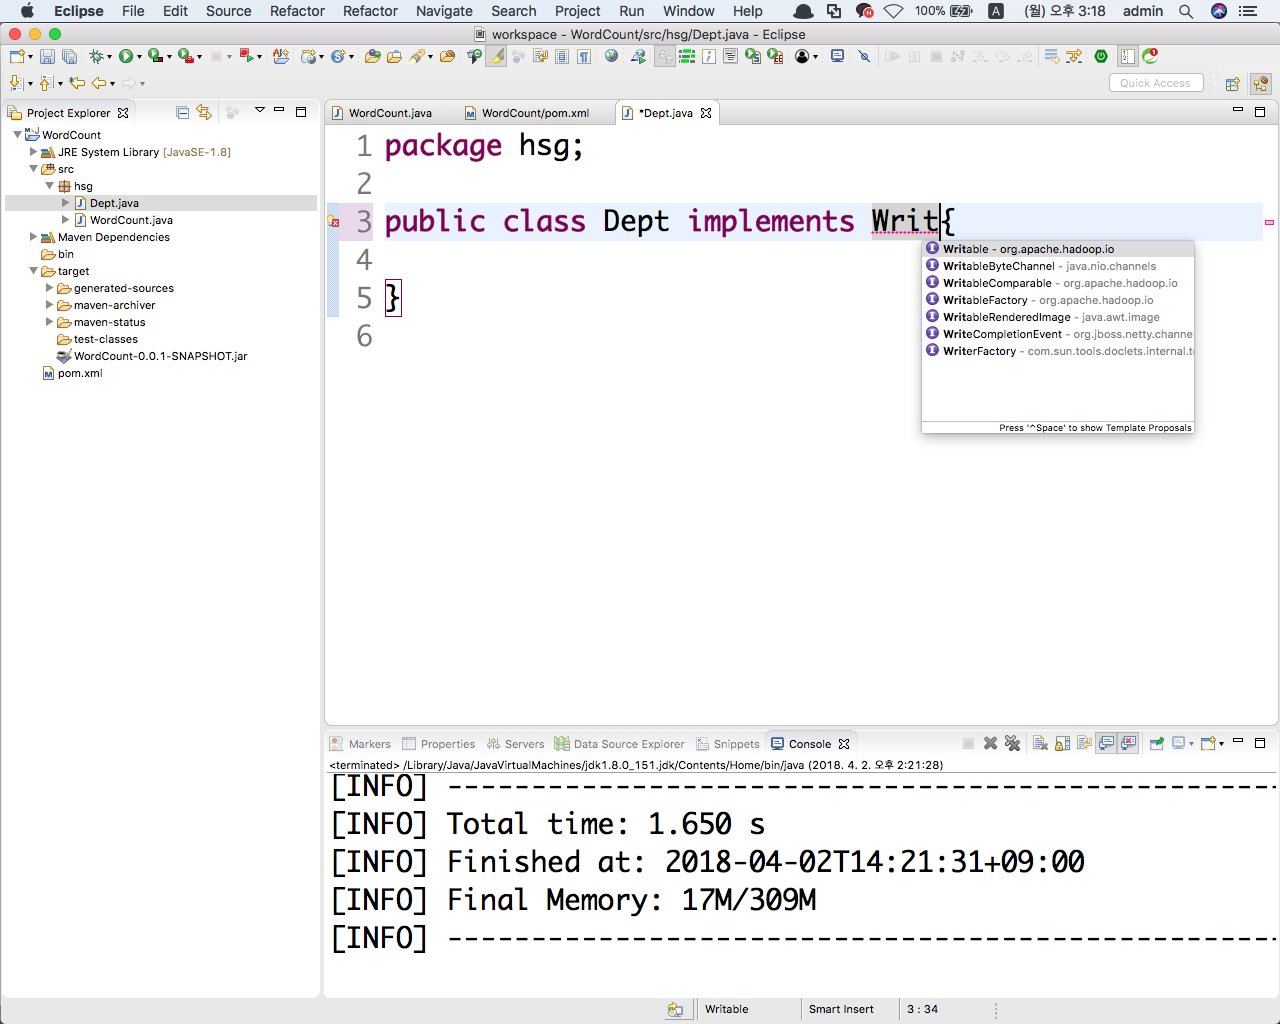 Eclipse File Edit Source Refactor Refactor Navigate Search Project Run Window Help 100% A (월) 오후 3:18 admin
workspace - WordCount/src/hsg/Dept.java - Eclipse
Quick Access
Project Explorer
WordCount
JRE System Library [JavaSE-1.8]
src
hsg
Dept.java
WordCount.java
Maven Dependencies
bin
target
generated-sources
maven-archiver
maven-status
test-classes
WordCount-0.0.1-SNAPSHOT.jar
pom.xml
WordCount.java WordCount/pom.xml *Dept.java
1 package hsg;
2
3 public class Dept implements Writ{
4
5 }
6
Writable - org.apache.hadoop.io
WritableByteChannel - java.nio.channels
WritableComparable - org.apache.hadoop.io
WritableFactory - org.apache.hadoop.io
WritableRenderedImage - java.awt.image
WriteCompletionEvent - org.jboss.netty.channe
WriterFactory - com.sun.tools.doclets.internal.t
Press '^Space' to show Template Proposals
Markers Properties Servers Data Source Explorer Snippets Console
<terminated> /Library/Java/JavaVirtualMachines/jdk1.8.0_151.jdk/Contents/Home/bin/java (2018. 4. 2. 오후 2:21:28)
[INFO] --------------------------------------------------
[INFO] Total time: 1.650 s
[INFO] Finished at: 2018-04-02T14:21:31+09:00
[INFO] Final Memory: 17M/309M
[INFO] --------------------------------------------------
Writable Smart Insert 3 : 34